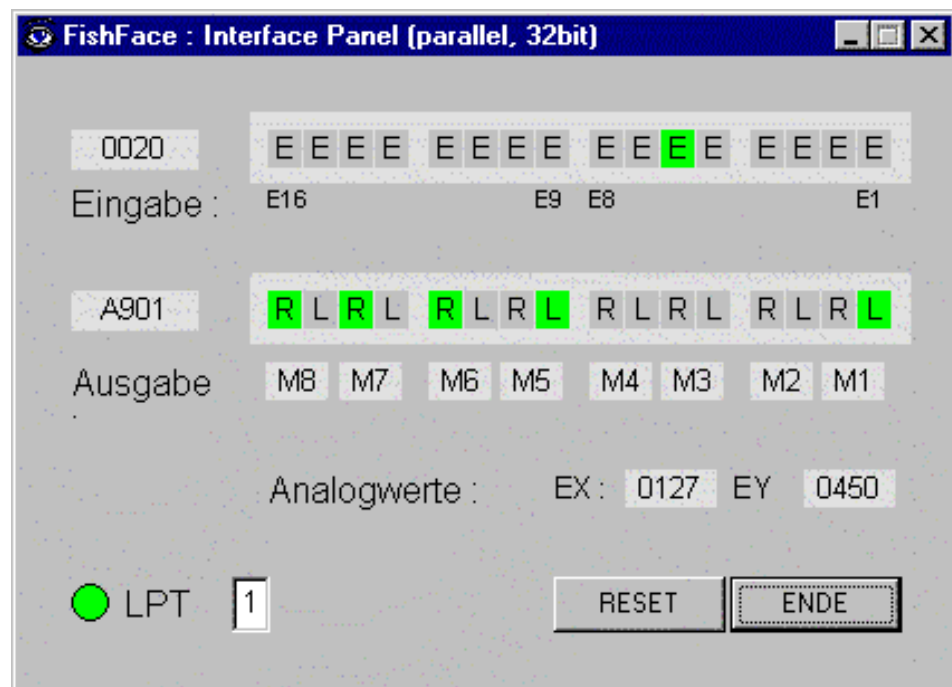 FishFace : Interface Panel (parallel, 32bit)
0020 E E E E E E E E E E E E E E E E
Eingabe : E16 E9 E8 E1
A901 R L R L R L R L R L R L R L R L
Ausgabe M8 M7 M6 M5 M4 M3 M2 M1
:
Analogwerte : EX : 0127 EY 0450
LPT 1 RESET ENDE